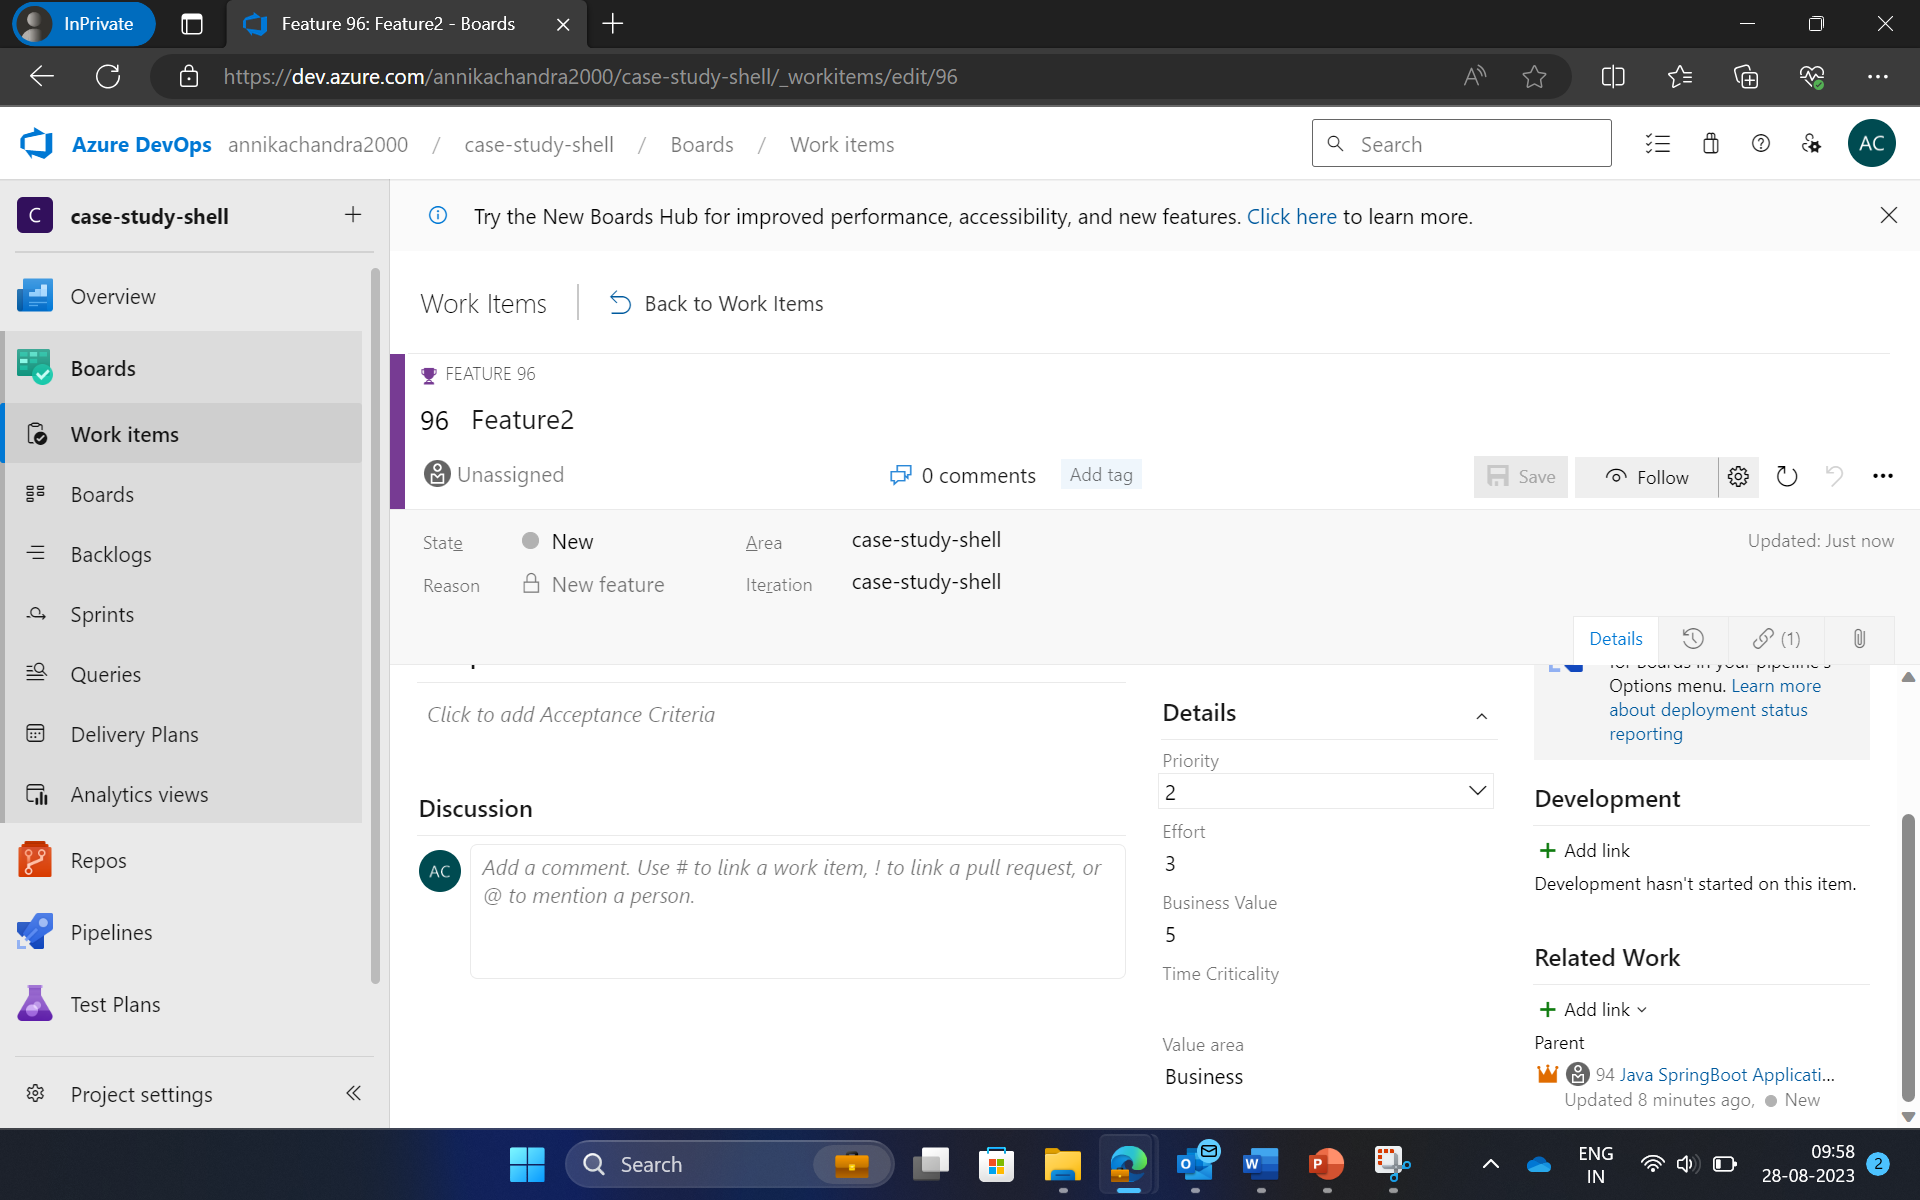 InPrivate
Feature 96: Feature2 - Boards
https://dev.azure.com/annikachandra2000/case-study-shell/_workitems/edit/96
Azure DevOps annikachandra2000 / case-study-shell / Boards / Work items
Search
AC
C case-study-shell
Try the New Boards Hub for improved performance, accessibility, and new features. Click here to learn more.
Overview
Boards
Work items
Boards
Backlogs
Sprints
Queries
Delivery Plans
Analytics views
Repos
Pipelines
Test Plans
Project settings
Work Items
Back to Work Items
FEATURE 96
96 Feature2
Unassigned
0 comments
Add tag
Save
Follow
State New
Area case-study-shell
Updated: Just now
Reason New feature
Iteration case-study-shell
Details
(1)
Click to add Acceptance Criteria
Discussion
AC
Add a comment. Use # to link a work item, ! to link a pull request, or
@ to mention a person.
Details
Priority
2
Effort
3
Business Value
5
Time Criticality
Value area
Business
for Boards in your pipeline's
Options menu. Learn more
about deployment status
reporting
Development
Add link
Development hasn't started on this item.
Related Work
Add link
Parent
94 Java SpringBoot Applicati...
Updated 8 minutes ago, New
Search
ENG
IN
09:58
28-08-2023
2